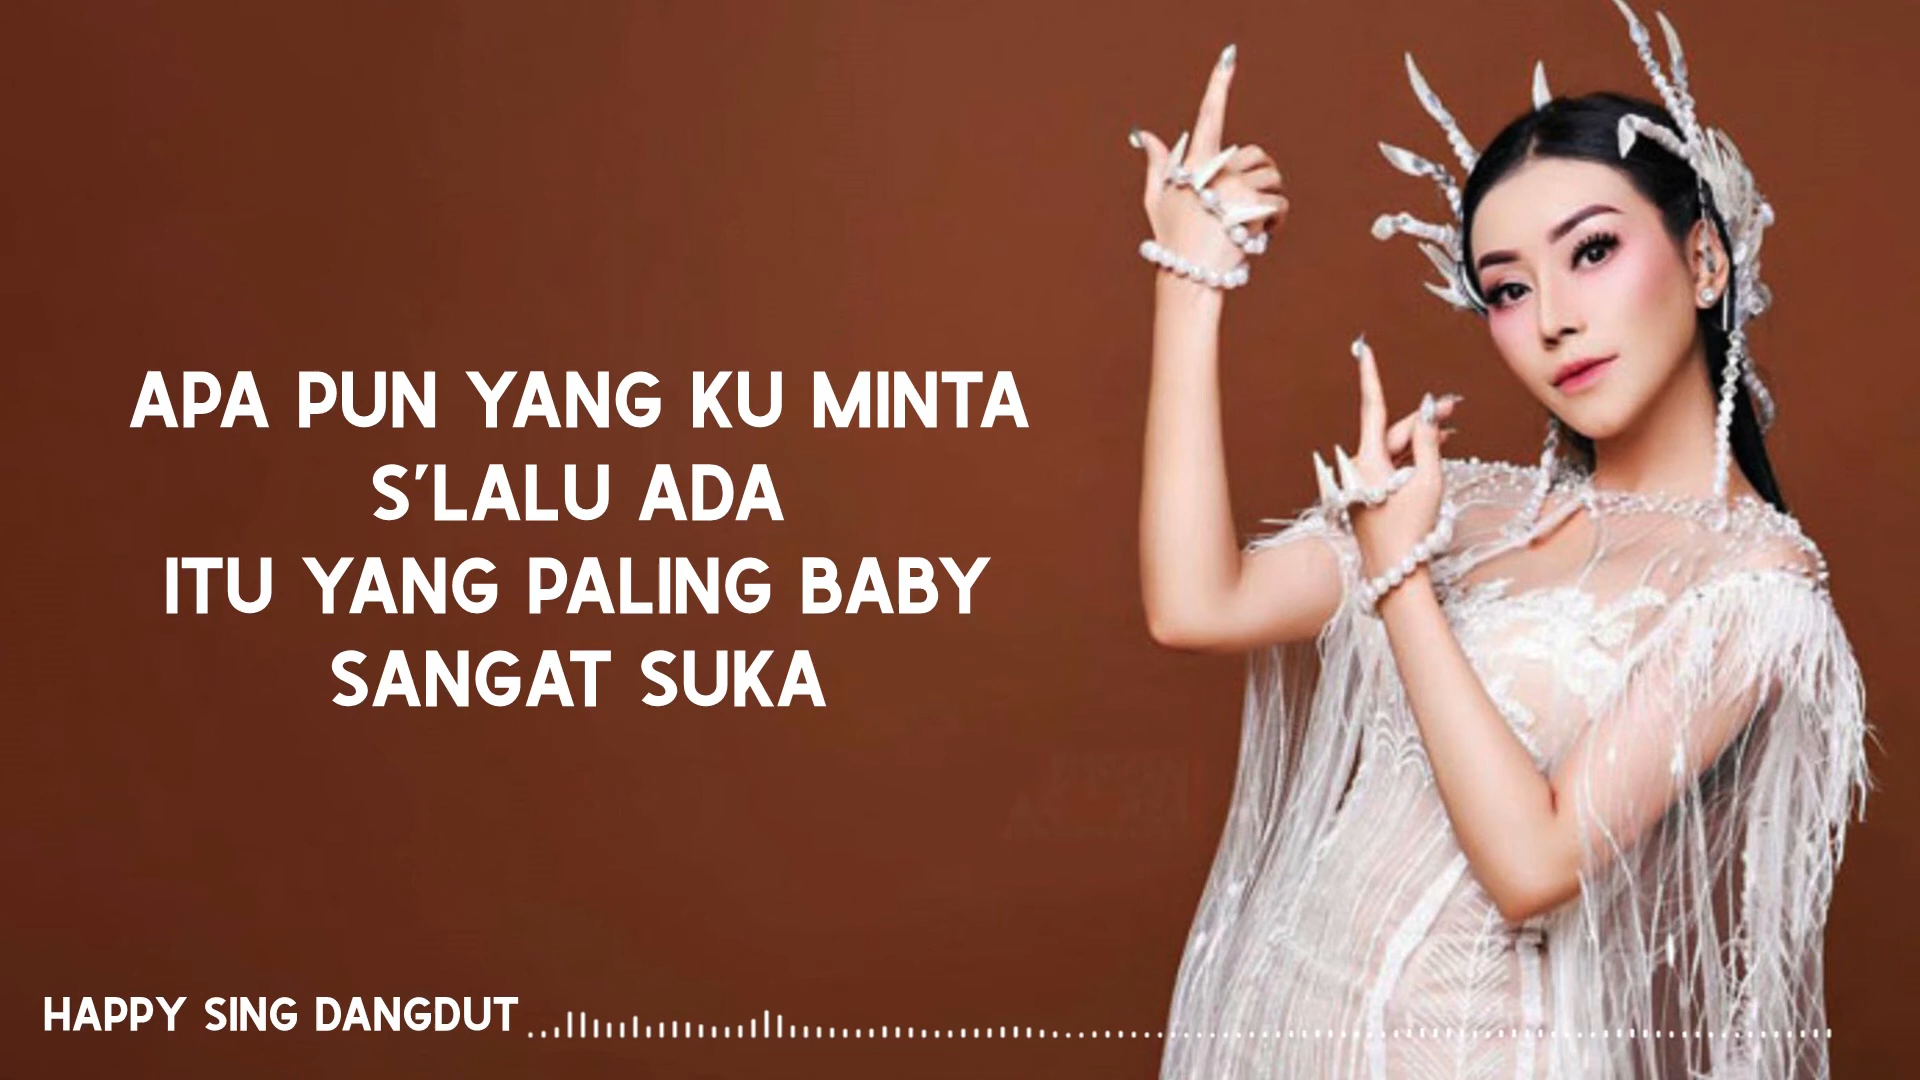 APA PUN YANG KU MINTA
S'LALU ADA
ITU YANG PALING BABY
SANGAT SUKA
HAPPY SING DANGDUT